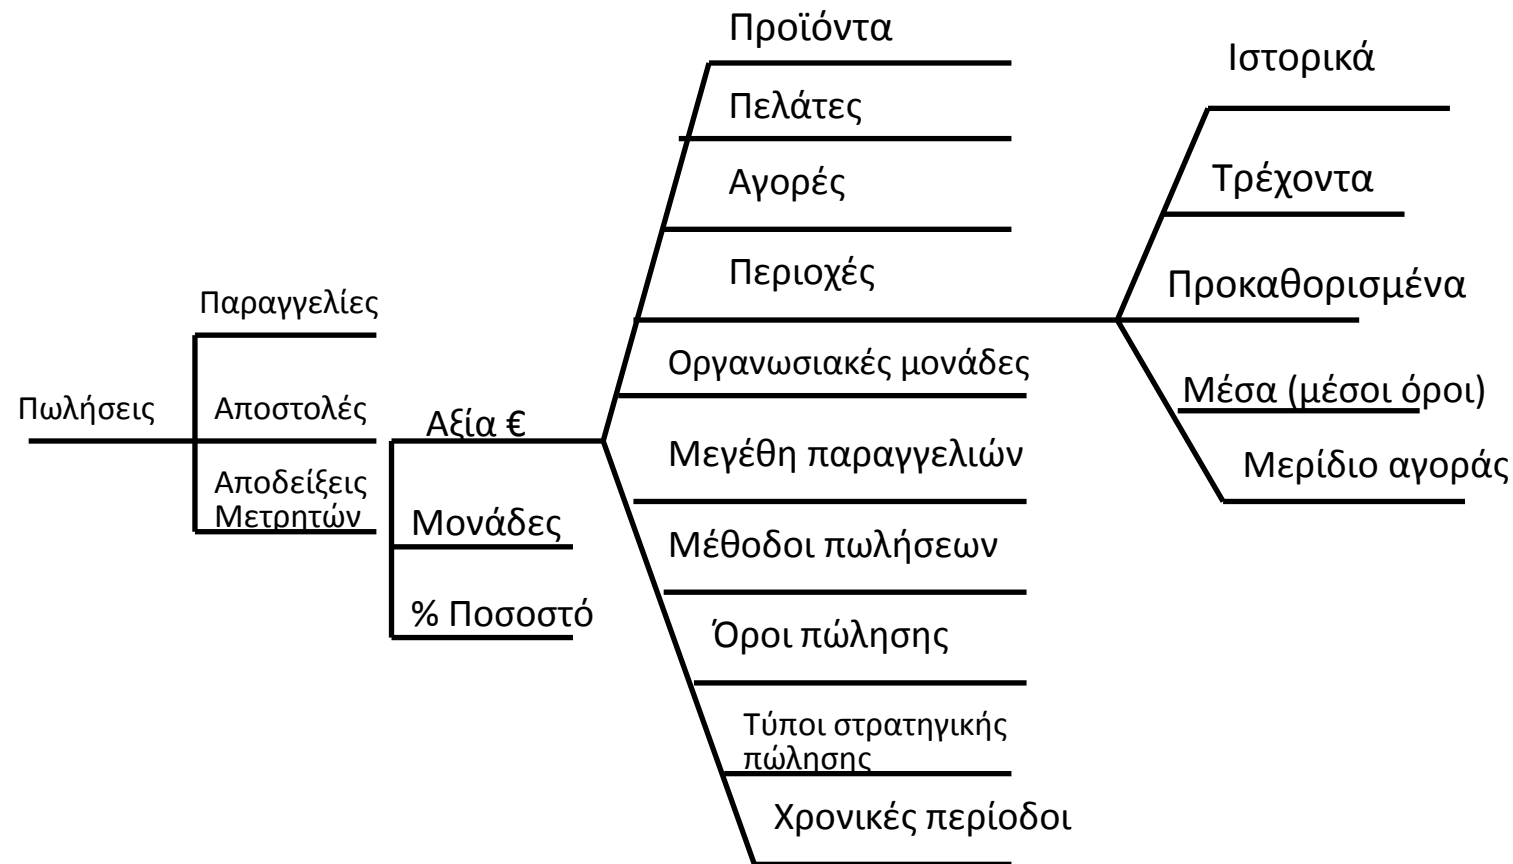 Πωλήσεις
Παραγγελίες
Αποστολές
Αποδείξεις
Μετρητών
Αξία €
Μονάδες
% Ποσοστό
Προϊόντα
Πελάτες
Αγορές
Περιοχές
Οργανωσιακές μονάδες
Μεγέθη παραγγελιών
Μέθοδοι πωλήσεων
Όροι πώλησης
Τύποι στρατηγικής
πώλησης
Χρονικές περίοδοι
Ιστορικά
Τρέχοντα
Προκαθορισμένα
Μέσα (μέσοι όροι)
Μερίδιο αγοράς